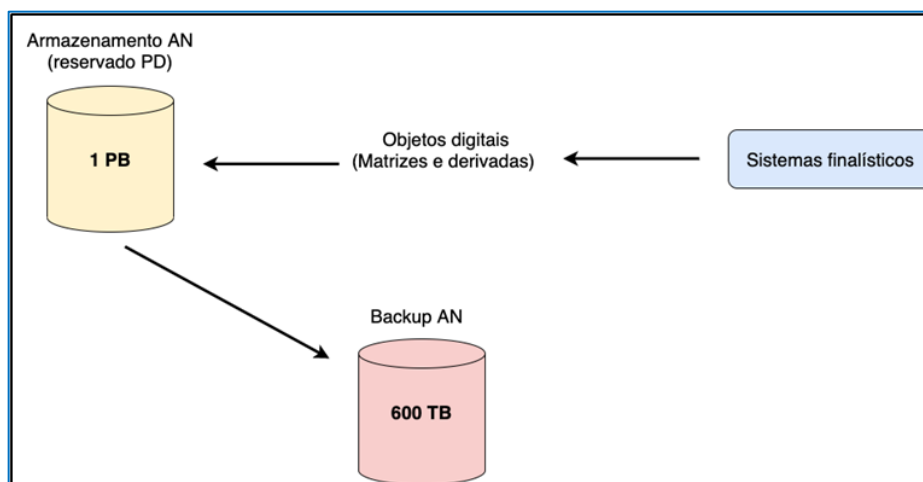 Armazenamento AN
(reservado PD)
1 PB
Objetos digitais
(Matrizes e derivadas)
Sistemas finalísticos
Backup AN
600 TB